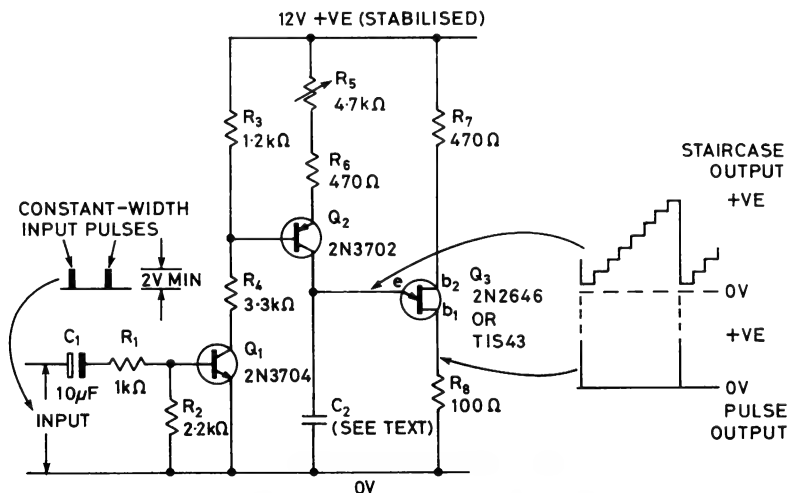 12V +VE (STABILISED)
R5
4·7kΩ
R3
1·2kΩ
R7
470Ω
R6
470Ω
STAIRCASE
OUTPUT
+VE
CONSTANT-WIDTH
INPUT PULSES
2V MIN
Q2
2N3702
R4
3·3kΩ
e
b2
b1
Q3
2N2646
OR
TIS43
0V
+VE
C1
10μF
R1
1kΩ
Q1
2N3704
INPUT
R2
2·2kΩ
C2
(SEE TEXT)
R8
100Ω
0V
PULSE
OUTPUT
0V